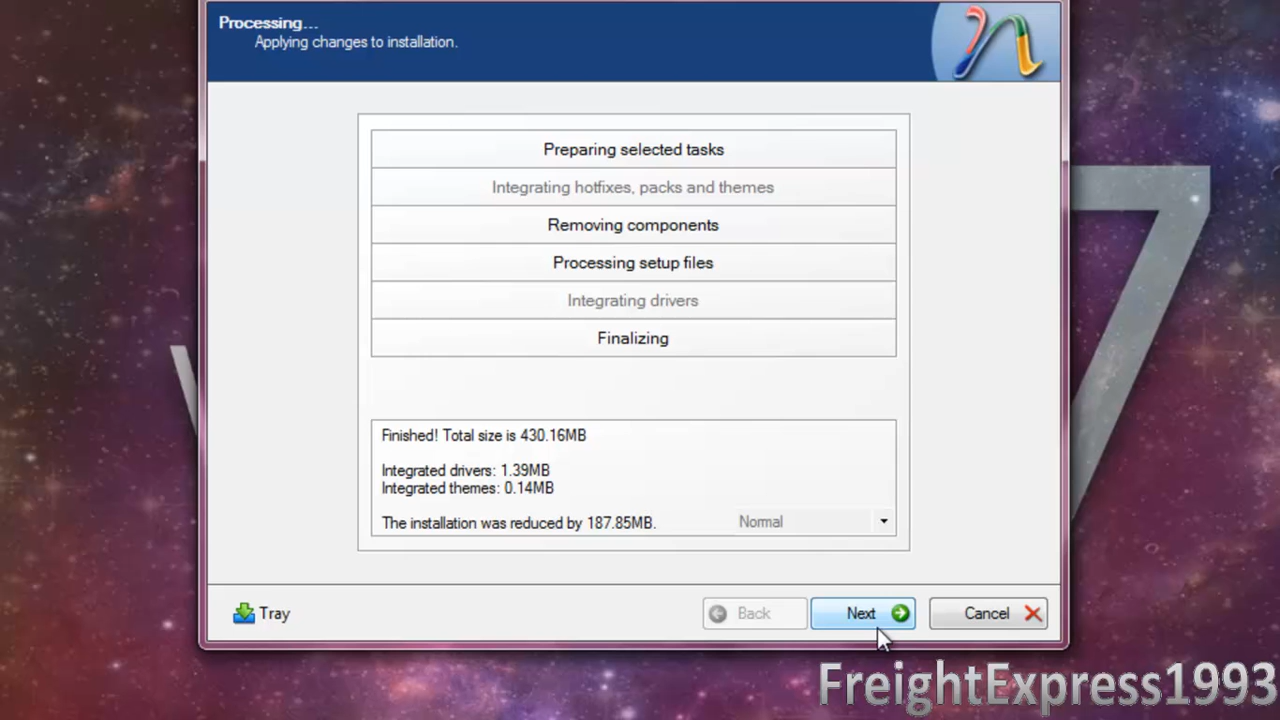 Processing...
Applying changes to installation.
Preparing selected tasks
Integrating hotfixes, packs and themes
Removing components
Processing setup files
Integrating drivers
Finalizing
Finished! Total size is 430.16MB
Integrated drivers: 1.39MB
Integrated themes: 0.14MB
The installation was reduced by 187.85MB.
Normal
Tray
Back
Next
Cancel
7
FreightExpress1993